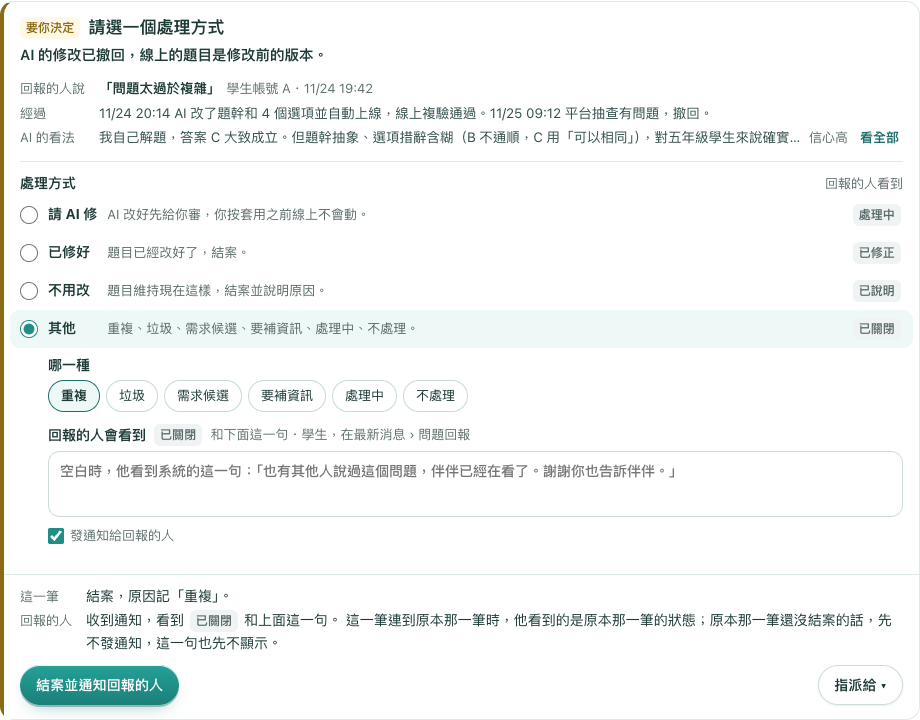 要你決定 請選一個處理方式
AI 的修改已撤回，線上的題目是修改前的版本。
回報的人說 「問題太過於複雜」 學生帳號 A · 11/24 19:42
經過 11/24 20:14 AI 改了題幹和 4 個選項並自動上線，線上複驗通過。11/25 09:12 平台抽查有問題，撤回。
AI 的看法 我自己解題，答案 C 大致成立。但題幹抽象、選項措辭含糊（B 不通順，C 用「可以相同」），對五年級學生來說確實... 信心高 看全部
處理方式 回報的人看到
請 AI 修 AI 改好先給你審，你按套用之前線上不會動。 處理中
已修好 題目已經改好了，結案。 已修正
不用改 題目維持現在這樣，結案並說明原因。 已說明
其他 重複、垃圾、需求候選、要補資訊、處理中、不處理。 已關閉
哪一種
重複 垃圾 需求候選 要補資訊 處理中 不處理
回報的人會看到 已關閉 和下面這一句 · 學生，在最新消息 › 問題回報
空白時，他看到系統的這一句：「也有其他人說過這個問題，伴伴已經在看了。謝謝你也告訴伴伴。」
發通知給回報的人
這一筆 結案，原因記「重複」。
回報的人 收到通知，看到 已關閉 和上面這一句。 這一筆連到原本那一筆時，他看到的是原本那一筆的狀態；原本那一筆還沒結案的話，先
不發通知，這一句也先不顯示。
結案並通知回報的人 指派給 ▾